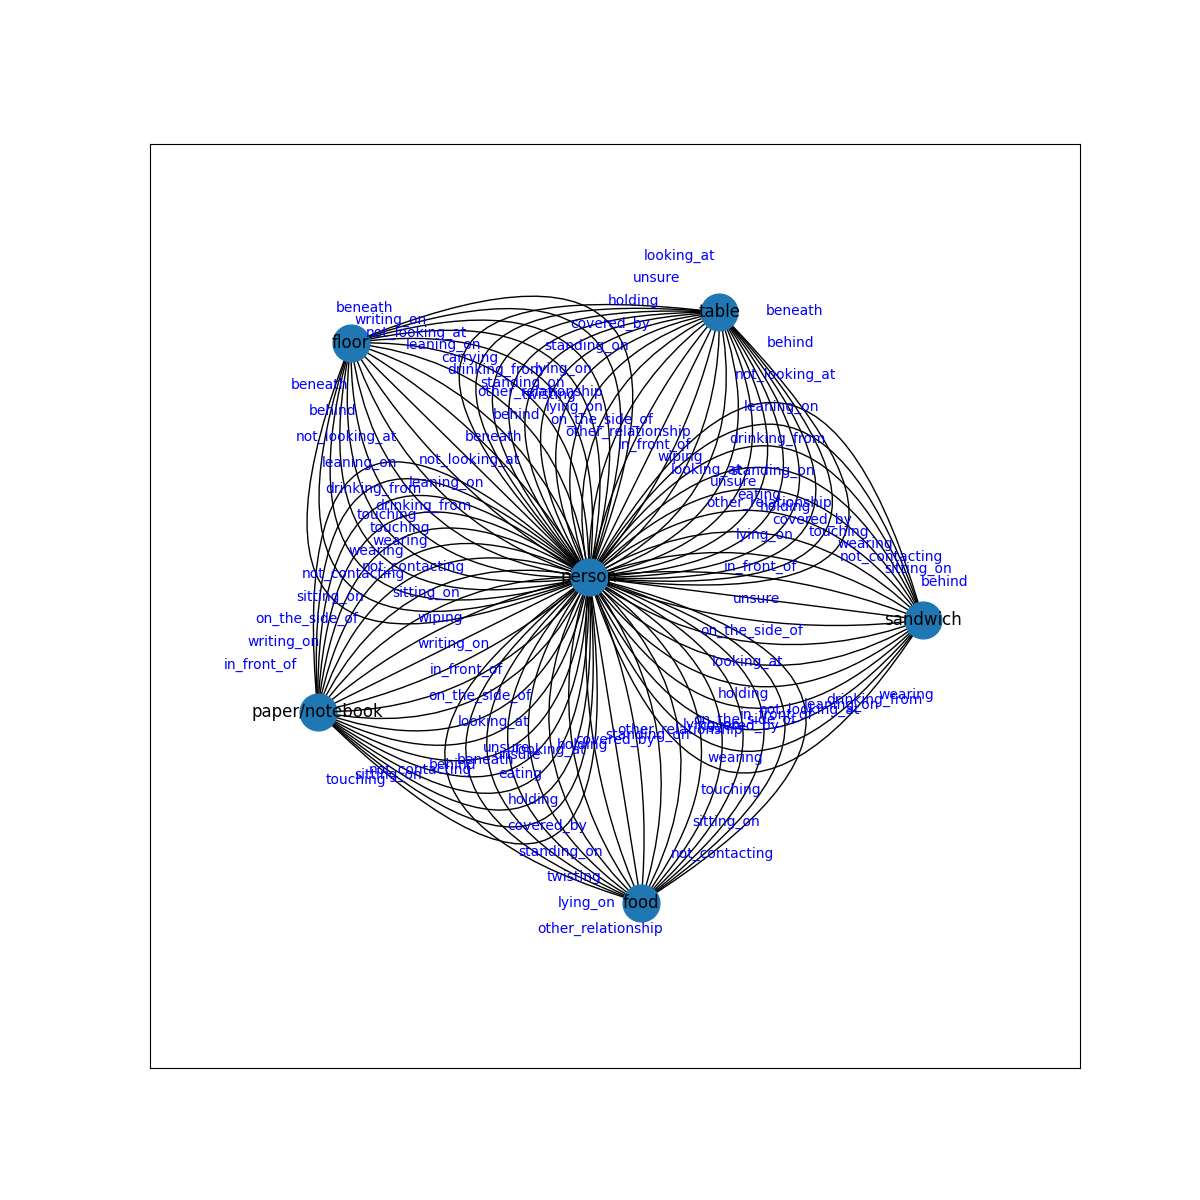 looking_at
unsure
holding
beneath
table
beneath
writing_on
covered_by
not_looking_at
floor
leaning_on
standing_on
behind
carrying
drinking_from
lying_on
not_looking_at
beneath
standing_on
other_relationship
twisting
lying_on
leaning_on
behind
behind
on_the_side_of
other_relationship
not_looking_at
beneath
drinking_from
in_front_of
wiping
not_looking_at
leaning_on
looking_at
standing_on
leaning_on
unsure
drinking_from
eating
other_relationship
drinking_from
holding
touching
covered_by
touching
touching
lying_on
wearing
wearing
wearing
not_contacting
not_contacting
in_front_of
sitting_on
not_contacting
person
behind
sitting_on
sitting_on
unsure
on_the_side_of
wiping
sandwich
on_the_side_of
writing_on
writing_on
in_front_of
looking_at
in_front_of
on_the_side_of
holding
wearing
drinking_from
leaning_on
not_looking_at
paper/notebook
in_front_of
on_the_side_of
looking_at
lying_on
covered_by
other_relationship
standing_on
covered_by
holding
unsure
looking_at
unsure
wearing
beneath
behind
not_contacting
sitting_on
eating
touching
touching
holding
sitting_on
covered_by
standing_on
not_contacting
twisting
lying_on
food
other_relationship